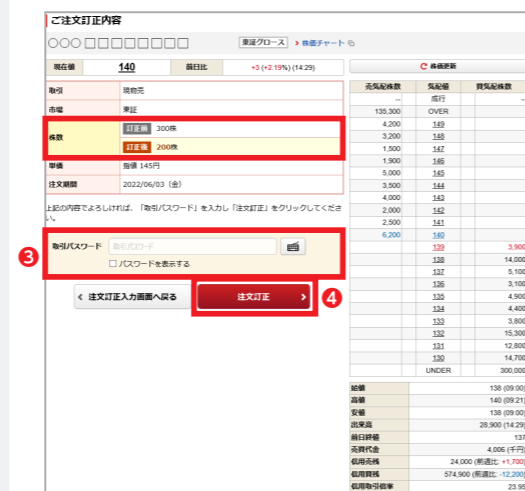 ご注文訂正内容
○○○ □□□□□□□□
東証グロース
株価チャート
現在値 140 前日比 +3 (+2.19%) (14:29)
取引 現物売
市場 東証
株数 訂正前 300株
訂正後 200株
単価 指値 145円
注文期間 2022/06/03（金）
上記の内容でよろしければ、「取引パスワード」を入力し「注文訂正」をクリックしてください。
❸
取引パスワード 取引パスワード
パスワードを表示する
注文訂正入力画面へ戻る
注文訂正
❹
株価更新
売気配株数 気配値 買気配株数
-- 成行 --
135,300 OVER
4,200 149
3,200 148
1,500 147
1,900 146
5,000 145
3,500 144
4,000 143
2,000 142
2,500 141
6,200 140
139 3,900
138 14,000
137 5,100
136 3,100
135 4,900
134 4,400
133 3,800
132 15,300
131 12,800
130 14,700
UNDER 300,000
始値 138 (09:00)
高値 140 (09:21)
安値 138 (09:00)
出来高 28,900 (14:29)
前日終値 137
売買代金 4,006 (千円)
信用売残 24,000 (前週比: +1,700)
信用買残 574,900 (前週比: -12,200)
信用取引倍率 23.95